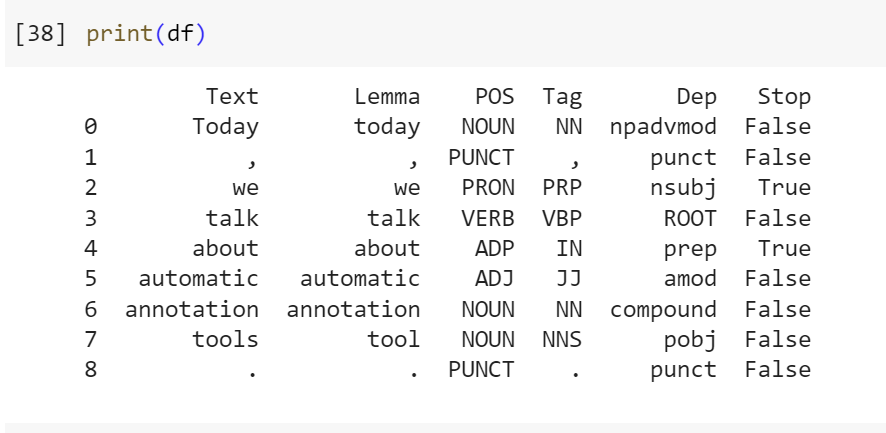 [38] print(df)
Text Lemma POS Tag Dep Stop
0 Today today NOUN NN npadvmod False
1 , , PUNCT , punct False
2 we we PRON PRP nsubj True
3 talk talk VERB VBP ROOT False
4 about about ADP IN prep True
5 automatic automatic ADJ JJ amod False
6 annotation annotation NOUN NN compound False
7 tools tool NOUN NNS pobj False
8 . . PUNCT . punct False